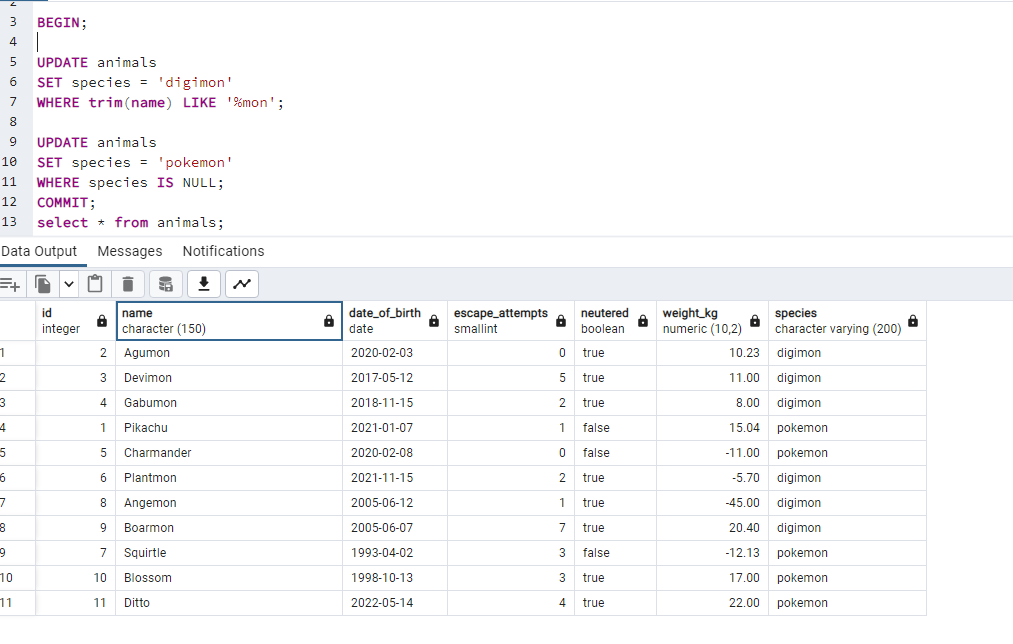 2
3 BEGIN;
4
5 UPDATE animals
6 SET species = 'digimon'
7 WHERE trim(name) LIKE '%mon';
8
9 UPDATE animals
10 SET species = 'pokemon'
11 WHERE species IS NULL;
12 COMMIT;
13 select * from animals;
Data Output Messages Notifications
id name date_of_birth escape_attempts neutered weight_kg species
integer character (150) date smallint boolean numeric (10,2) character varying (200)
1 2 Agumon 2020-02-03 0 true 10.23 digimon
2 3 Devimon 2017-05-12 5 true 11.00 digimon
3 4 Gabumon 2018-11-15 2 true 8.00 digimon
4 1 Pikachu 2021-01-07 1 false 15.04 pokemon
5 5 Charmander 2020-02-08 0 false -11.00 pokemon
6 6 Plantmon 2021-11-15 2 true -5.70 digimon
7 8 Angemon 2005-06-12 1 true -45.00 digimon
8 9 Boarmon 2005-06-07 7 true 20.40 digimon
9 7 Squirtle 1993-04-02 3 false -12.13 pokemon
10 10 Blossom 1998-10-13 3 true 17.00 pokemon
11 11 Ditto 2022-05-14 4 true 22.00 pokemon